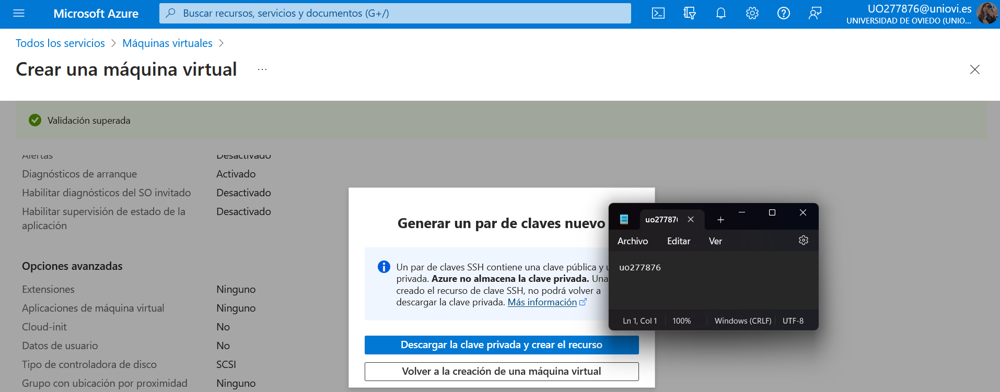 Microsoft Azure
Buscar recursos, servicios y documentos (G+/)
UO277876@uniovi.es
UNIVERSIDAD DE OVIEDO (UNIO...
Todos los servicios > Máquinas virtuales >
Crear una máquina virtual ...
Validación superada
Alertas Desactivado
Diagnósticos de arranque Activado
Habilitar diagnósticos del SO invitado Desactivado
Habilitar supervisión de estado de la Desactivado
aplicación
Opciones avanzadas
Extensiones Ninguno
Aplicaciones de máquina virtual Ninguno
Cloud-init No
Datos de usuario No
Tipo de controladora de disco SCSI
Grupo con ubicación por proximidad Ninguno
Generar un par de claves nuevo
Un par de claves SSH contiene una clave pública y
privada. Azure no almacena la clave privada. Una
creado el recurso de clave SSH, no podrá volver a
descargar la clave privada. Más información
Descargar la clave privada y crear el recurso
Volver a la creación de una máquina virtual
uo277876
Archivo Editar Ver
uo277876
Ln 1, Col 1 100% Windows (CRLF) UTF-8